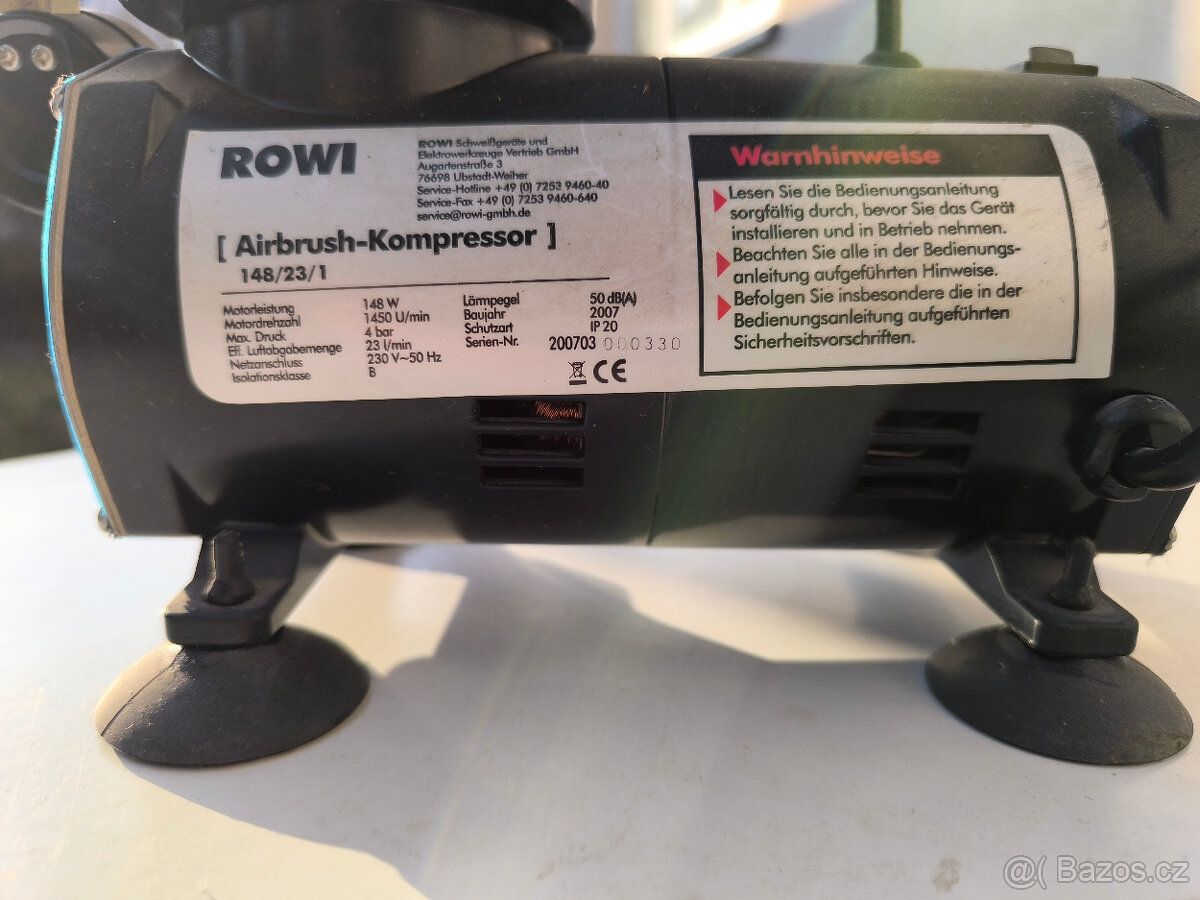 ROWI
ROWI Schweißgeräte und
Elektrowerkzeuge Vertrieb GmbH
Augartenstraße 3
76698 Ubstadt-Weiher
Service-Hotline +49 (0) 7253 9460-40
Service-Fax +49 (0) 7253 9460-640
service@rowi-gmbh.de
[ Airbrush-Kompressor ]
148/23/1
Motorleistung 148 W
Motordrehzahl 1450 U/min
Max. Druck 4 bar
Eff. Luftabgabemenge 23 l/min
Netzanschluss 230 V~50 Hz
Isolationsklasse B
Lärmpegel 50 dB(A)
Baujahr 2007
Schutzart IP 20
Serien-Nr. 200703 000330
CE
Warnhinweise
Lesen Sie die Bedienungsanleitung
sorgfältig durch, bevor Sie das Gerät
installieren und in Betrieb nehmen.
Beachten Sie alle in der Bedienungs-
anleitung aufgeführten Hinweise.
Befolgen Sie insbesondere die in der
Bedienungsanleitung aufgeführten
Sicherheitsvorschriften.
@( Bazos.cz